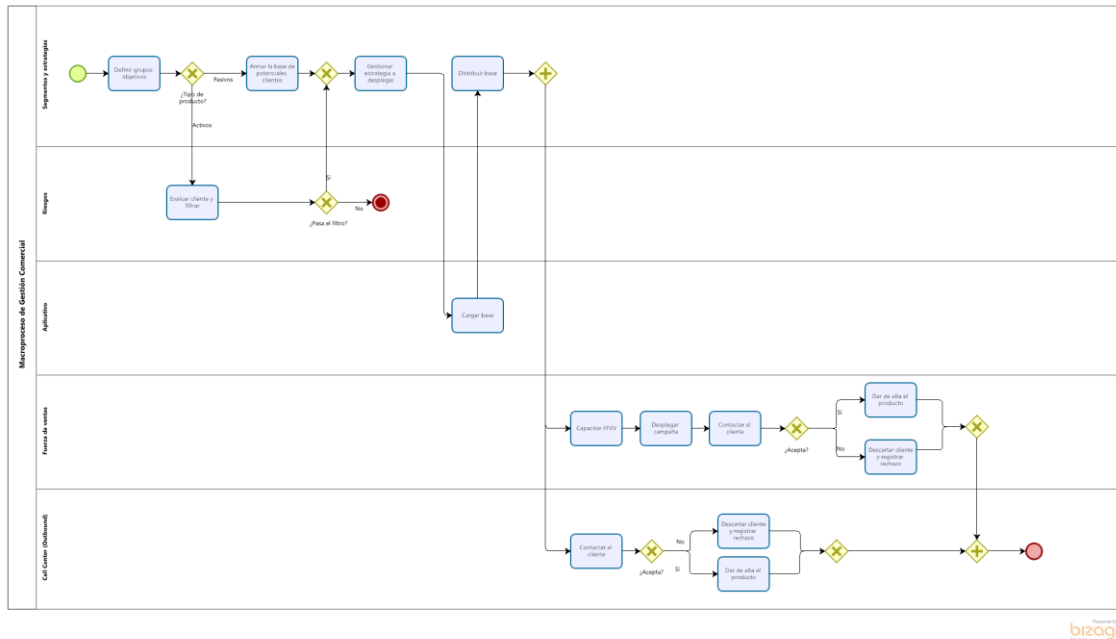 Macroproceso de Gestión Comercial
Segmentos y estrategias
Definir grupos
objetivos
¿Tipo de
producto?
Pasivos
Activos
Armar la base de
potenciales
clientes
Gestionar
estrategia a
desplegar
Distribuir base
Riesgos
Evaluar cliente y
filtrar
Si
¿Pasa el filtro?
No
Aplicativo
Cargar base
Fuerza de ventas
Capacitar FFVV
Desplegar
campaña
Contactar al
cliente
¿Acepta?
Si
No
Dar de alta el
producto
Descartar cliente
y registrar
rechazo
Call Center (Outbound)
Contactar al
cliente
¿Acepta?
No
Si
Descartar cliente
y registrar
rechazo
Dar de alta el
producto
Powered b
bizag